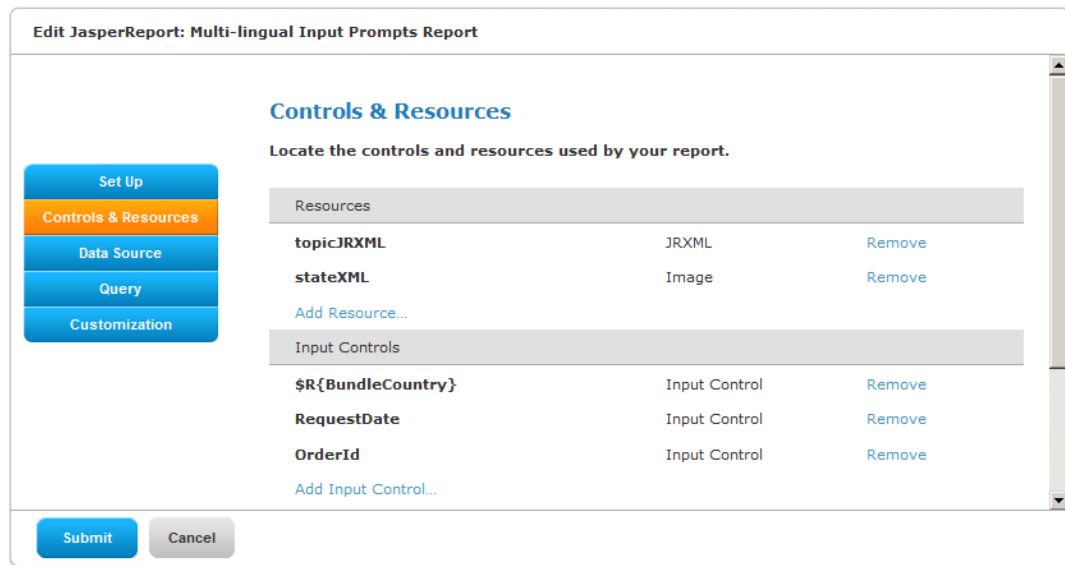 Edit JasperReport: Multi-lingual Input Prompts Report
Set Up
Controls & Resources
Data Source
Query
Customization
Controls & Resources
Locate the controls and resources used by your report.
Resources
topicJRXML JRXML Remove
stateXML Image Remove
Add Resource...
Input Controls
$R{BundleCountry} Input Control Remove
RequestDate Input Control Remove
OrderId Input Control Remove
Add Input Control...
Submit Cancel